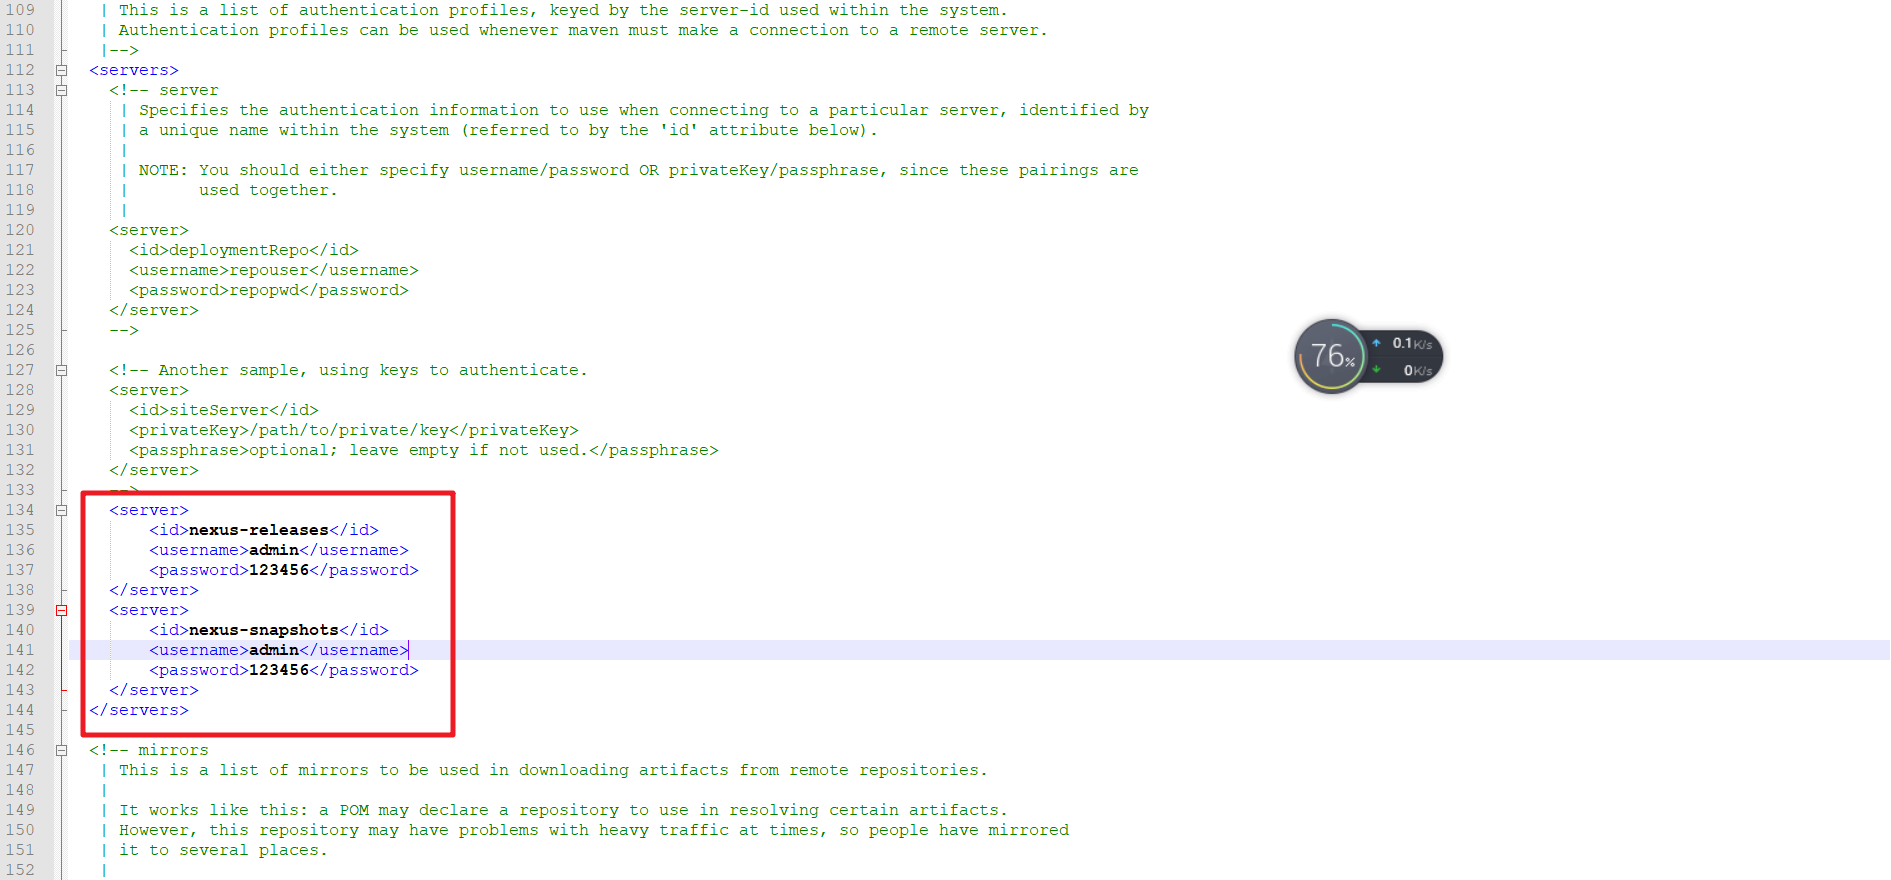 109 | This is a list of authentication profiles, keyed by the server-id used within the system.
110 | Authentication profiles can be used whenever maven must make a connection to a remote server.
111 |-->
112 <servers>
113 <!-- server
114 | Specifies the authentication information to use when connecting to a particular server, identified by
115 | a unique name within the system (referred to by the 'id' attribute below).
116 |
117 | NOTE: You should either specify username/password OR privateKey/passphrase, since these pairings are
118 | used together.
119 |
120 <server>
121 <id>deploymentRepo</id>
122 <username>repouser</username>
123 <password>repopwd</password>
124 </server>
125 -->
126
127 <!-- Another sample, using keys to authenticate.
128 <server>
129 <id>siteServer</id>
130 <privateKey>/path/to/private/key</privateKey>
131 <passphrase>optional; leave empty if not used.</passphrase>
132 </server>
133 -->
134 <server>
135 <id>nexus-releases</id>
136 <username>admin</username>
137 <password>123456</password>
138 </server>
139 <server>
140 <id>nexus-snapshots</id>
141 <username>admin</username>
142 <password>123456</password>
143 </server>
144 </servers>
145
146 <!-- mirrors
147 | This is a list of mirrors to be used in downloading artifacts from remote repositories.
148 |
149 | It works like this: a POM may declare a repository to use in resolving certain artifacts.
150 | However, this repository may have problems with heavy traffic at times, so people have mirrored
151 | it to several places.
152 |
76%
0.1K/s
0K/s